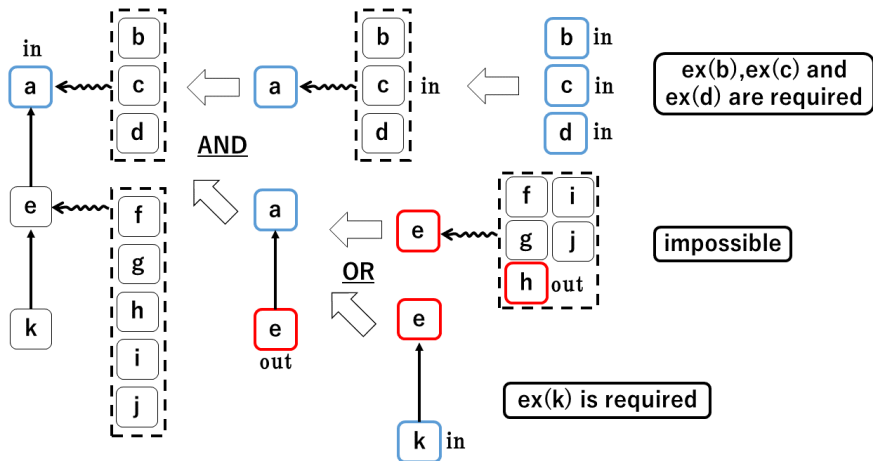 in
a
b
c
d
a
b
c
d
in
b in
c in
d in
ex(b),ex(c) and
ex(d) are required
AND
e
f
g
h
i
j
k
a
e
out
OR
e
f i
g j
h out
impossible
e
k in
ex(k) is required